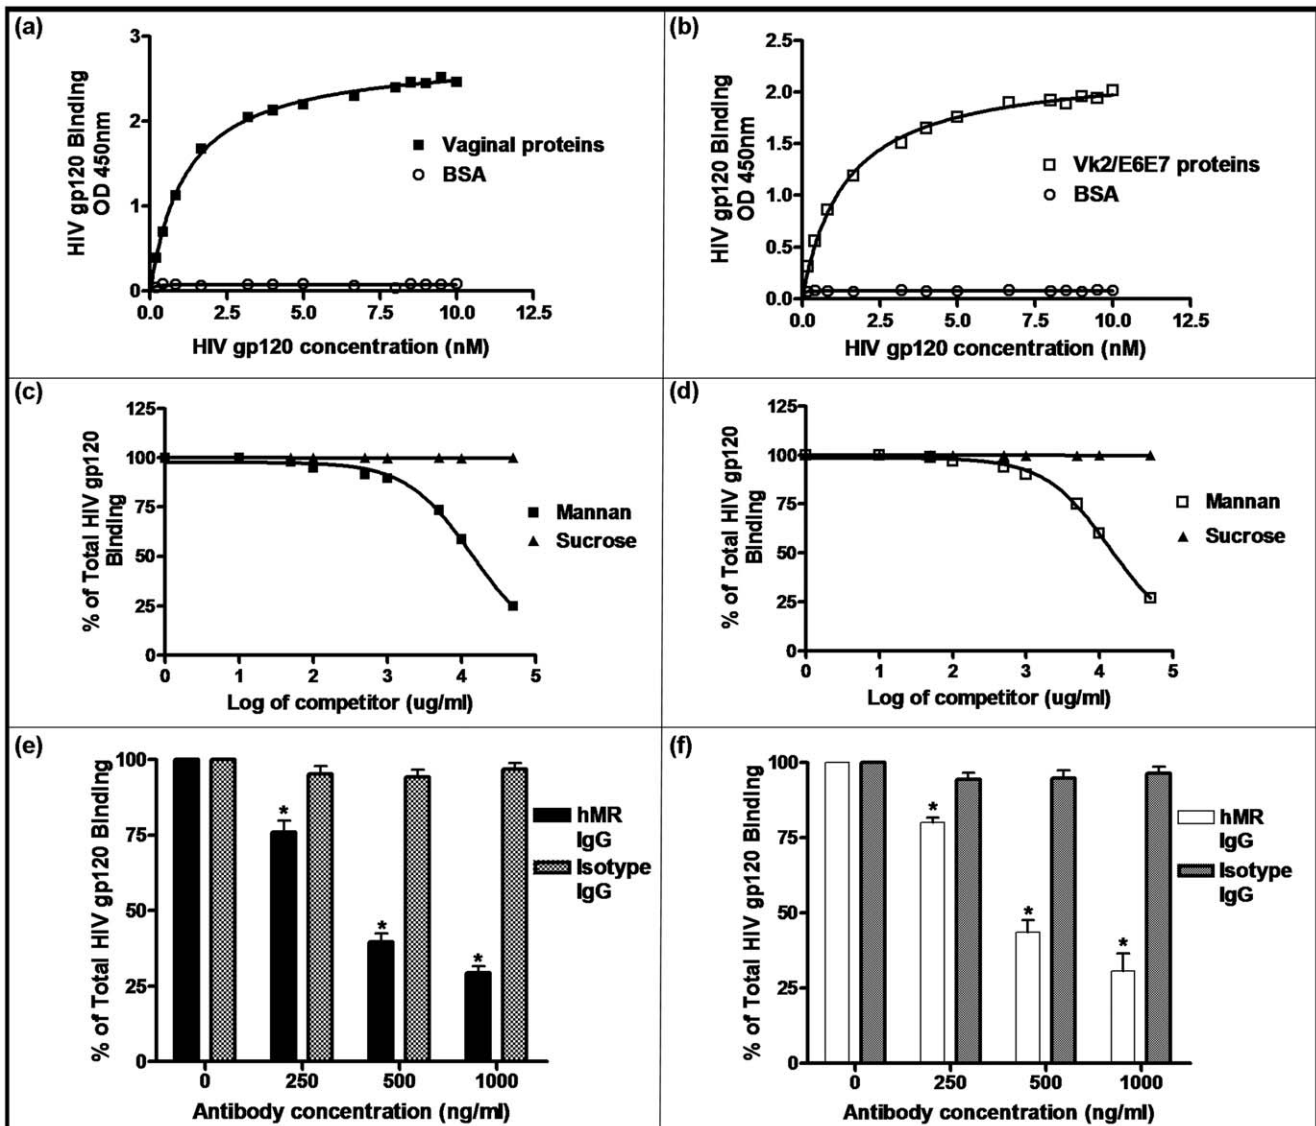 (a)
3
2
1
0
HIV gp120 Binding
OD 450nm
Vaginal proteins
BSA
0.0 2.5 5.0 7.5 10.0 12.5
HIV gp120 concentration (nM)
(b)
2.5
2.0
1.5
1.0
0.5
0.0
HIV gp120 Binding
OD 450nm
Vk2/E6E7 proteins
BSA
0.0 2.5 5.0 7.5 10.0 12.5
HIV gp120 concentration (nM)
(c)
125
100
75
50
25
0
% of Total HIV gp120
Binding
Mannan
Sucrose
0 1 2 3 4 5
Log of competitor (ug/ml)
(d)
125
100
75
50
25
0
% of Total HIV gp120
Binding
Mannan
Sucrose
0 1 2 3 4 5
Log of competitor (ug/ml)
(e)
100
75
50
25
0
% of Total HIV gp120 Binding
*
*
*
hMR
IgG
Isotype
IgG
0 250 500 1000
Antibody concentration (ng/ml)
(f)
100
75
50
25
0
% of Total HIV gp120 Binding
*
*
*
hMR
IgG
Isotype
IgG
0 250 500 1000
Antibody concentration (ng/ml)